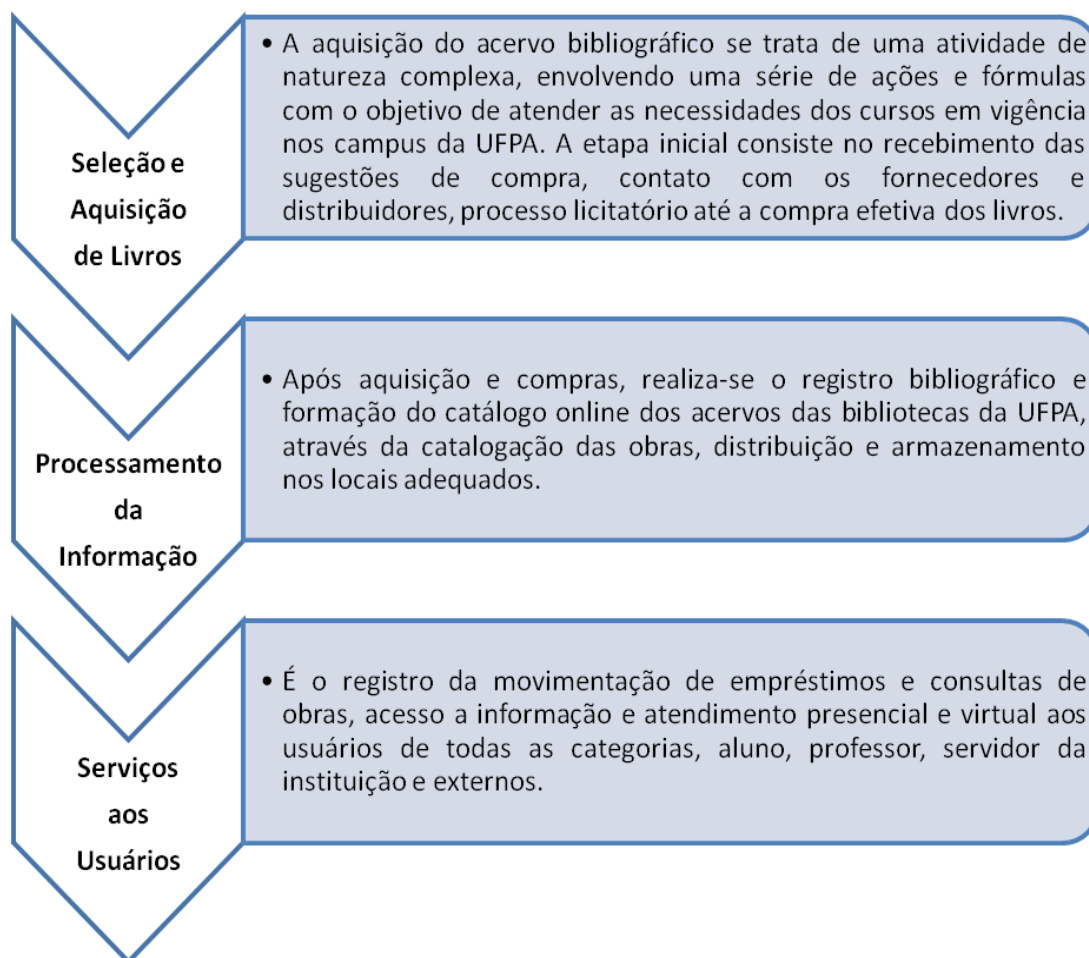 Seleção e
Aquisição
de Livros
• A aquisição do acervo bibliográfico se trata de uma atividade de
natureza complexa, envolvendo uma série de ações e fórmulas
com o objetivo de atender as necessidades dos cursos em vigência
nos campus da UFPA. A etapa inicial consiste no recebimento das
sugestões de compra, contato com os fornecedores e
distribuidores, processo licitatório até a compra efetiva dos livros.
Processamento
da
Informação
• Após aquisição e compras, realiza-se o registro bibliográfico e
formação do catálogo online dos acervos das bibliotecas da UFPA,
através da catalogação das obras, distribuição e armazenamento
nos locais adequados.
Serviços
aos
Usuários
• É o registro da movimentação de empréstimos e consultas de
obras, acesso a informação e atendimento presencial e virtual aos
usuários de todas as categorias, aluno, professor, servidor da
instituição e externos.